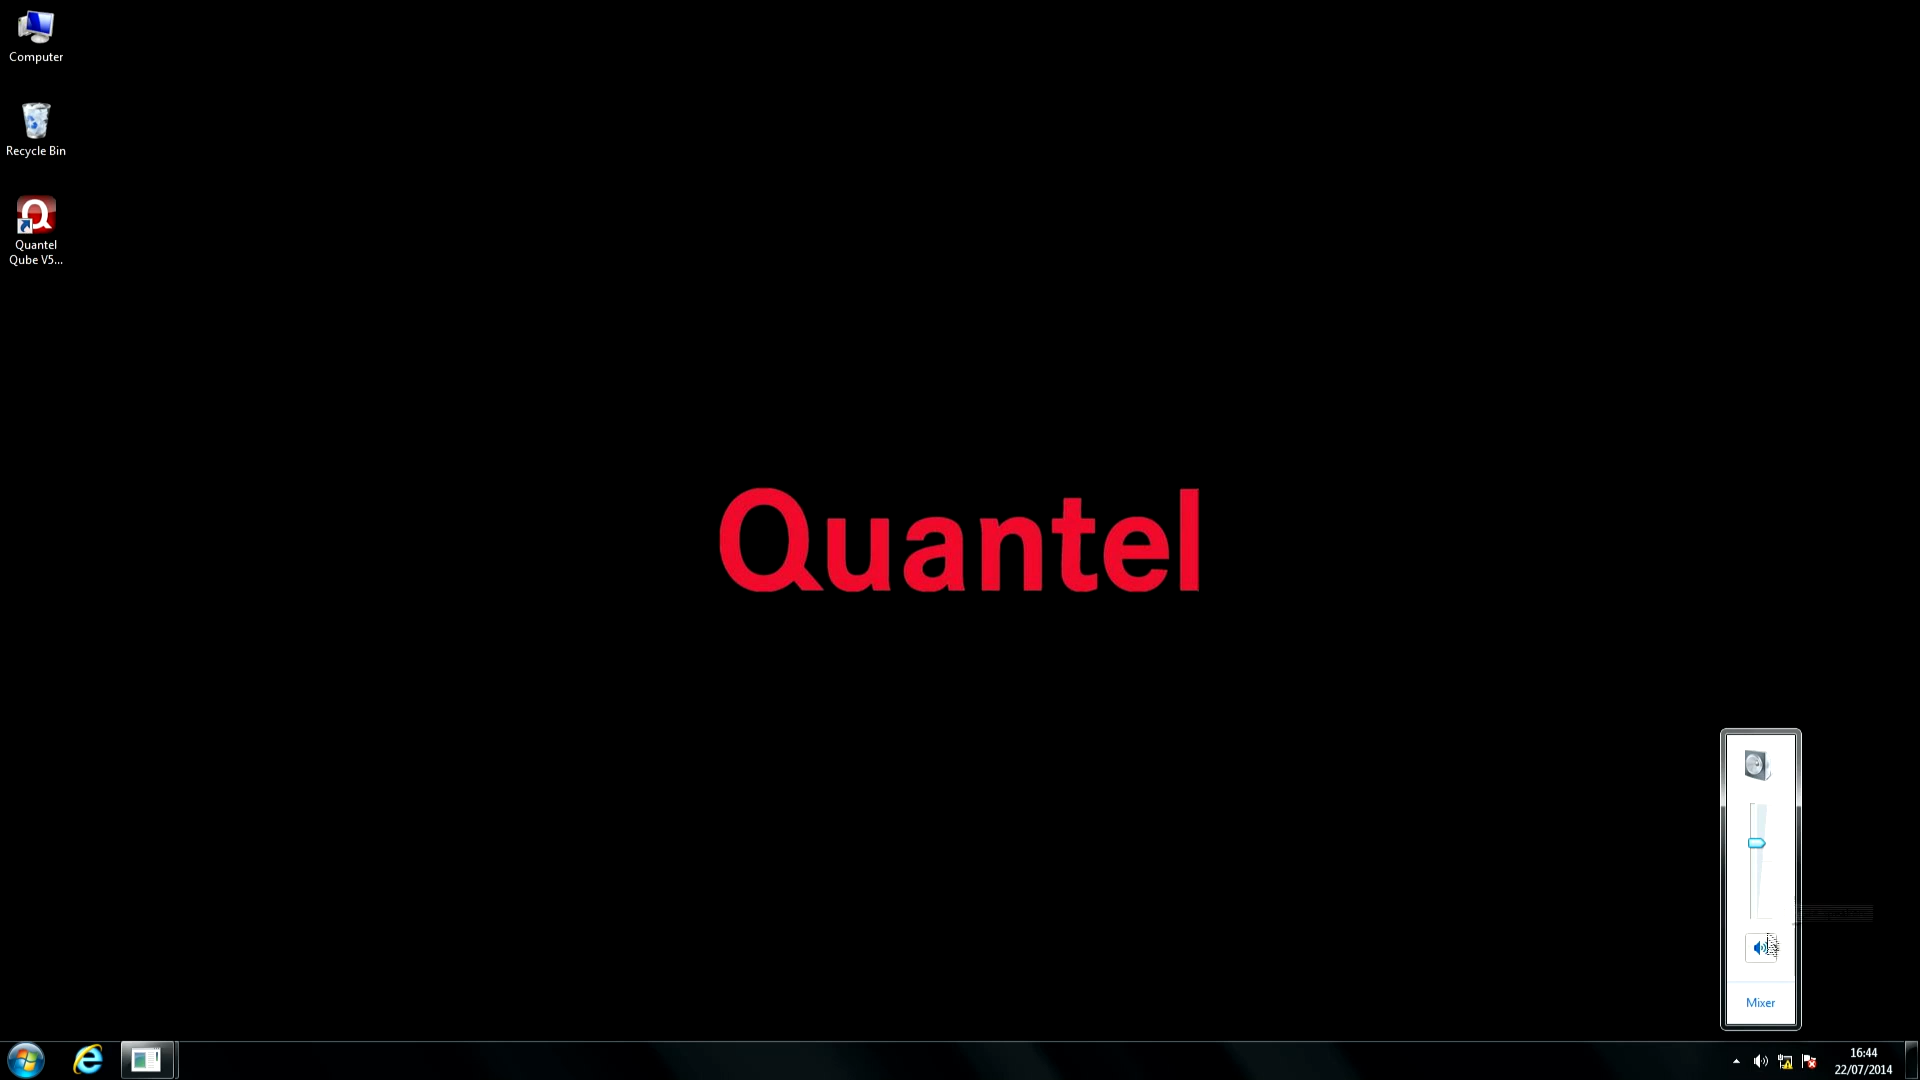 Computer
Recycle Bin
Quantel
Qube V5...
Quantel
Mixer
16:44
22/07/2014